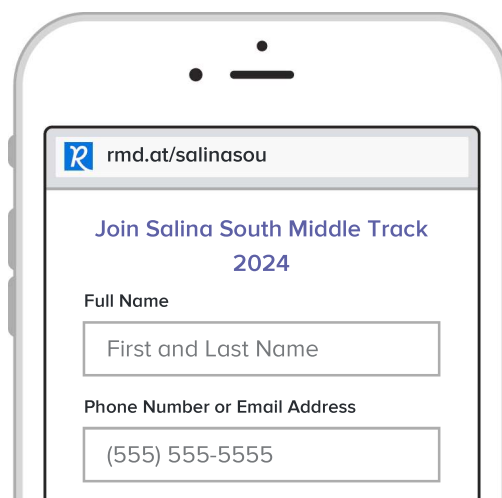 R rmd.at/salinasou
Join Salina South Middle Track
2024
Full Name
First and Last Name
Phone Number or Email Address
(555) 555-5555